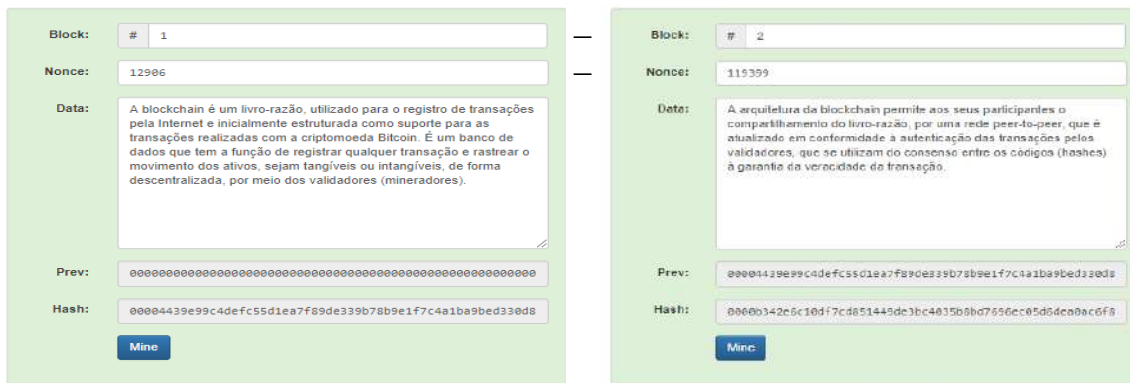 Block: # 1
Nonce: 12906
Data: A blockchain é um livro-razão, utilizado para o registro de transações
pela Internet e inicialmente estruturada como suporte para as
transações realizadas com a criptomoeda Bitcoin. É um banco de
dados que tem a função de registrar qualquer transação e rastrear o
movimento dos ativos, sejam tangíveis ou intangíveis, de forma
descentralizada, por meio dos validadores (mineradores).
Prev: 00000000000000000000000000000000000000000000000000000000
Hash: 00004439e99c4defc55d1ea7f89de339b78b9e1f7c4a1ba9bed330d8
Mine
Block: # 2
Nonce: 119399
Data: A arquitetura da blockchain permite aos seus participantes o
compartilhamento do livro-razão, por uma rede peer-to-peer, que é
atualizado em conformidade à autenticação das transações pelos
validadores, que se utilizam do consenso entre os códigos (hashes)
à garantia da veracidade da transação.
Prev: 00004439e99c4defc55d1ea7f89de339b78b9e1f7c4a1ba9bed330d8
Hash: 0000b342e6c10df7cd851449de3bc4035b8bd7696ec05d6dea0ac6f8
Mine